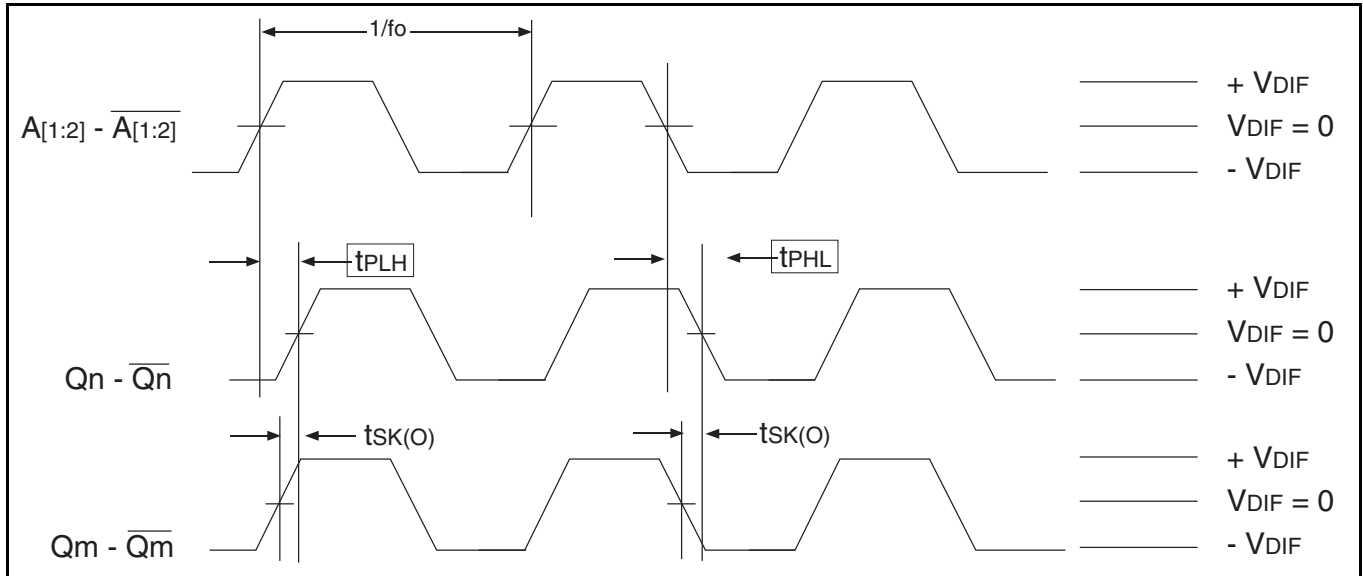 1/fo
+ VDIF
A[1:2] - A[1:2]
VDIF = 0
- VDIF
tPLH
tPHL
+ VDIF
VDIF = 0
Qn - Qn
- VDIF
tSK(O)
tSK(O)
+ VDIF
VDIF = 0
Qm - Qm
- VDIF